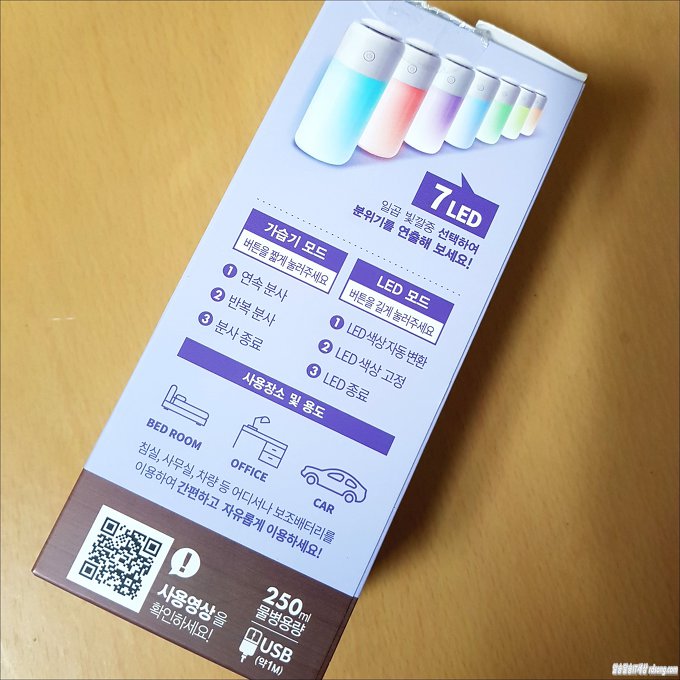 7 LED
일곱 빛깔중 선택하여
분위기를 연출해 보세요!
가습기 모드
버튼을 짧게 눌러주세요
1 연속 분사
2 반복 분사
3 분사 종료
LED 모드
버튼을 길게 눌러주세요
1 LED 색상 자동 변환
2 LED 색상 고정
3 LED 종료
사용장소 및 용도
BED ROOM
OFFICE
CAR
침실, 사무실, 차량 등 어디서나 보조배터리를
이용하여 간편하고 자유롭게 이용하세요!
사용영상을
확인하세요!
250ml
물병용량
USB
(약1M)
rdsong.com